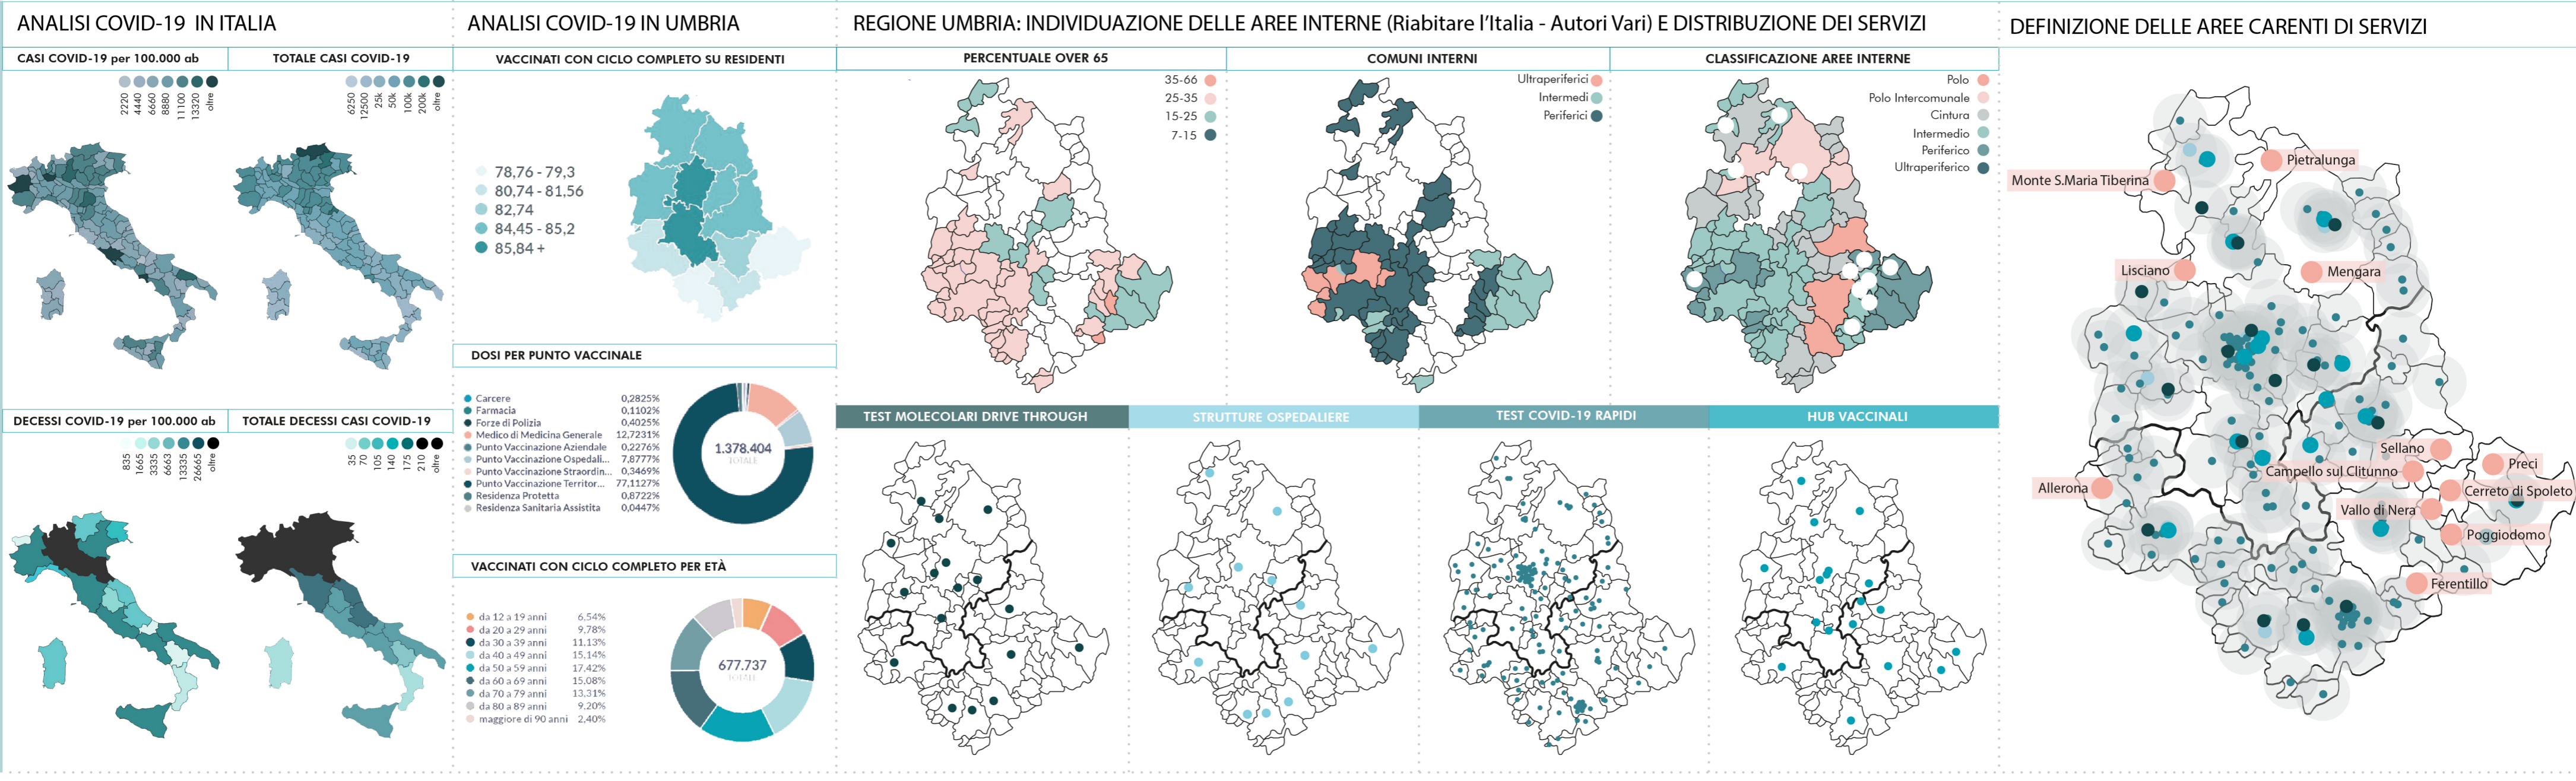 ANALISI COVID-19 IN ITALIA
CASI COVID-19 per 100.000 ab
2220
4440
6660
8880
11100
13320
oltre
TOTALE CASI COVID-19
6250
12500
25k
50k
100k
200k
oltre
DECESSI COVID-19 per 100.000 ab
835
1665
3335
6663
13335
26665
oltre
TOTALE DECESSI CASI COVID-19
35
70
105
140
175
210
oltre
ANALISI COVID-19 IN UMBRIA
VACCINATI CON CICLO COMPLETO SU RESIDENTI
78,76 - 79,3
80,74 - 81,56
82,74
84,45 - 85,2
85,84 +
DOSI PER PUNTO VACCINALE
Carcere 0,2825%
Farmacia 0,1102%
Forze di Polizia 0,4025%
Medico di Medicina Generale 12,7231%
Punto Vaccinazione Aziendale 0,2276%
Punto Vaccinazione Ospedali... 7,8777%
Punto Vaccinazione Straordin... 0,3469%
Punto Vaccinazione Territor... 77,1127%
Residenza Protetta 0,8722%
Residenza Sanitaria Assistita 0,0447%
1.378.404
TOTALE
VACCINATI CON CICLO COMPLETO PER ETÀ
da 12 a 19 anni 6,54%
da 20 a 29 anni 9,78%
da 30 a 39 anni 11,13%
da 40 a 49 anni 15,14%
da 50 a 59 anni 17,42%
da 60 a 69 anni 15,08%
da 70 a 79 anni 13,31%
da 80 a 89 anni 9,20%
maggiore di 90 anni 2,40%
677.737
TOTALE
REGIONE UMBRIA: INDIVIDUAZIONE DELLE AREE INTERNE (Riabitare l'Italia - Autori Vari) E DISTRIBUZIONE DEI SERVIZI
PERCENTUALE OVER 65
35-66
25-35
15-25
7-15
COMUNI INTERNI
Ultraperiferici
Intermedi
Periferici
CLASSIFICAZIONE AREE INTERNE
Polo
Polo Intercomunale
Cintura
Intermedio
Periferico
Ultraperiferico
TEST MOLECOLARI DRIVE THROUGH
STRUTTURE OSPEDALIERE
TEST COVID-19 RAPIDI
HUB VACCINALI
DEFINIZIONE DELLE AREE CARENTI DI SERVIZI
Pietralunga
Monte S.Maria Tiberina
Lisciano
Mengara
Sellano
Preci
Campello sul Clitunno
Allerona
Cerreto di Spoleto
Vallo di Nera
Poggiodomo
Ferentillo